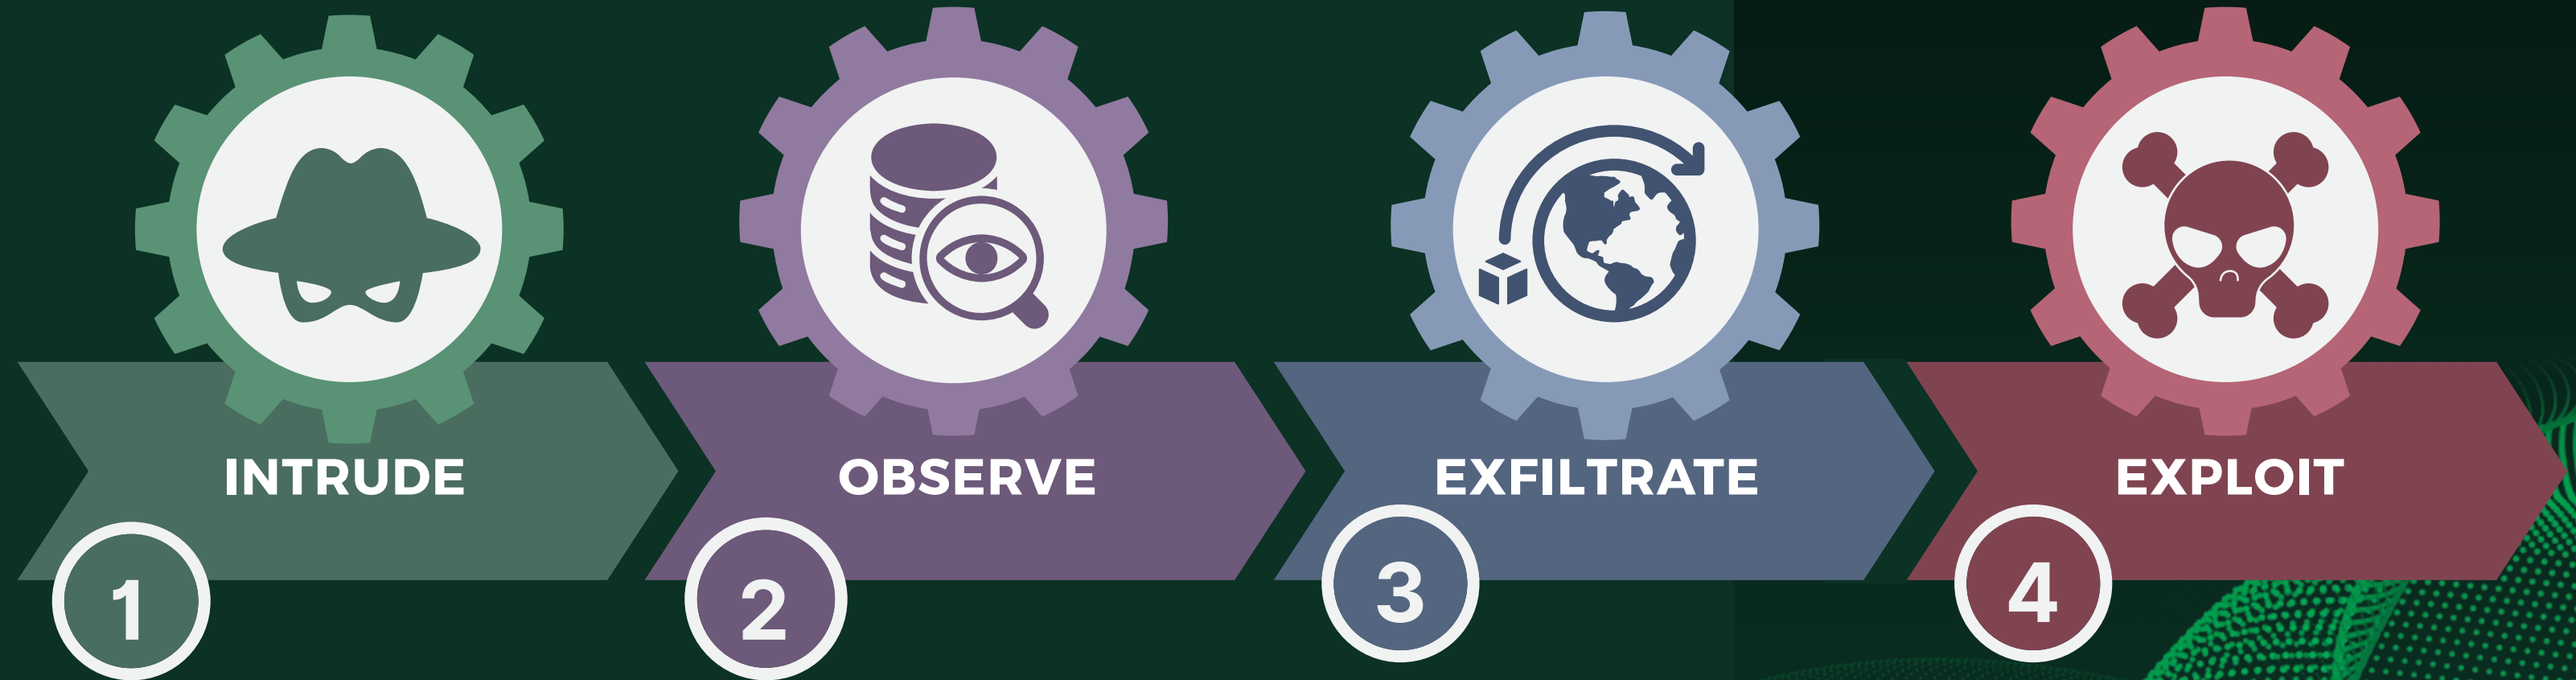 INTRUDE
1
OBSERVE
2
EXFILTRATE
3
EXPLOIT
4